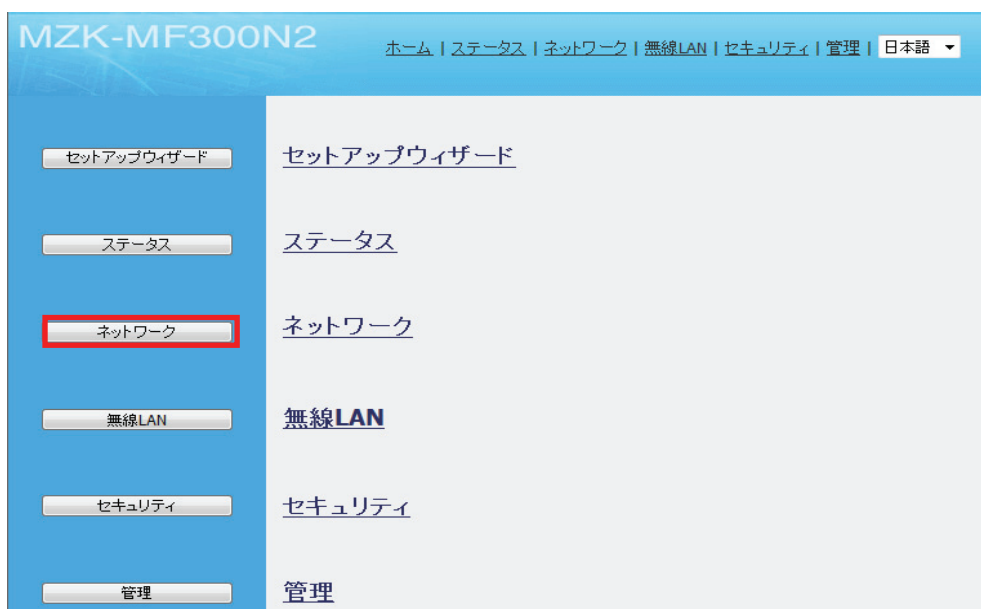 MZK-MF300N2
ホーム | ステータス | ネットワーク | 無線LAN | セキュリティ | 管理 | 日本語
セットアップウィザード セットアップウィザード
ステータス ステータス
ネットワーク ネットワーク
無線LAN 無線LAN
セキュリティ セキュリティ
管理 管理